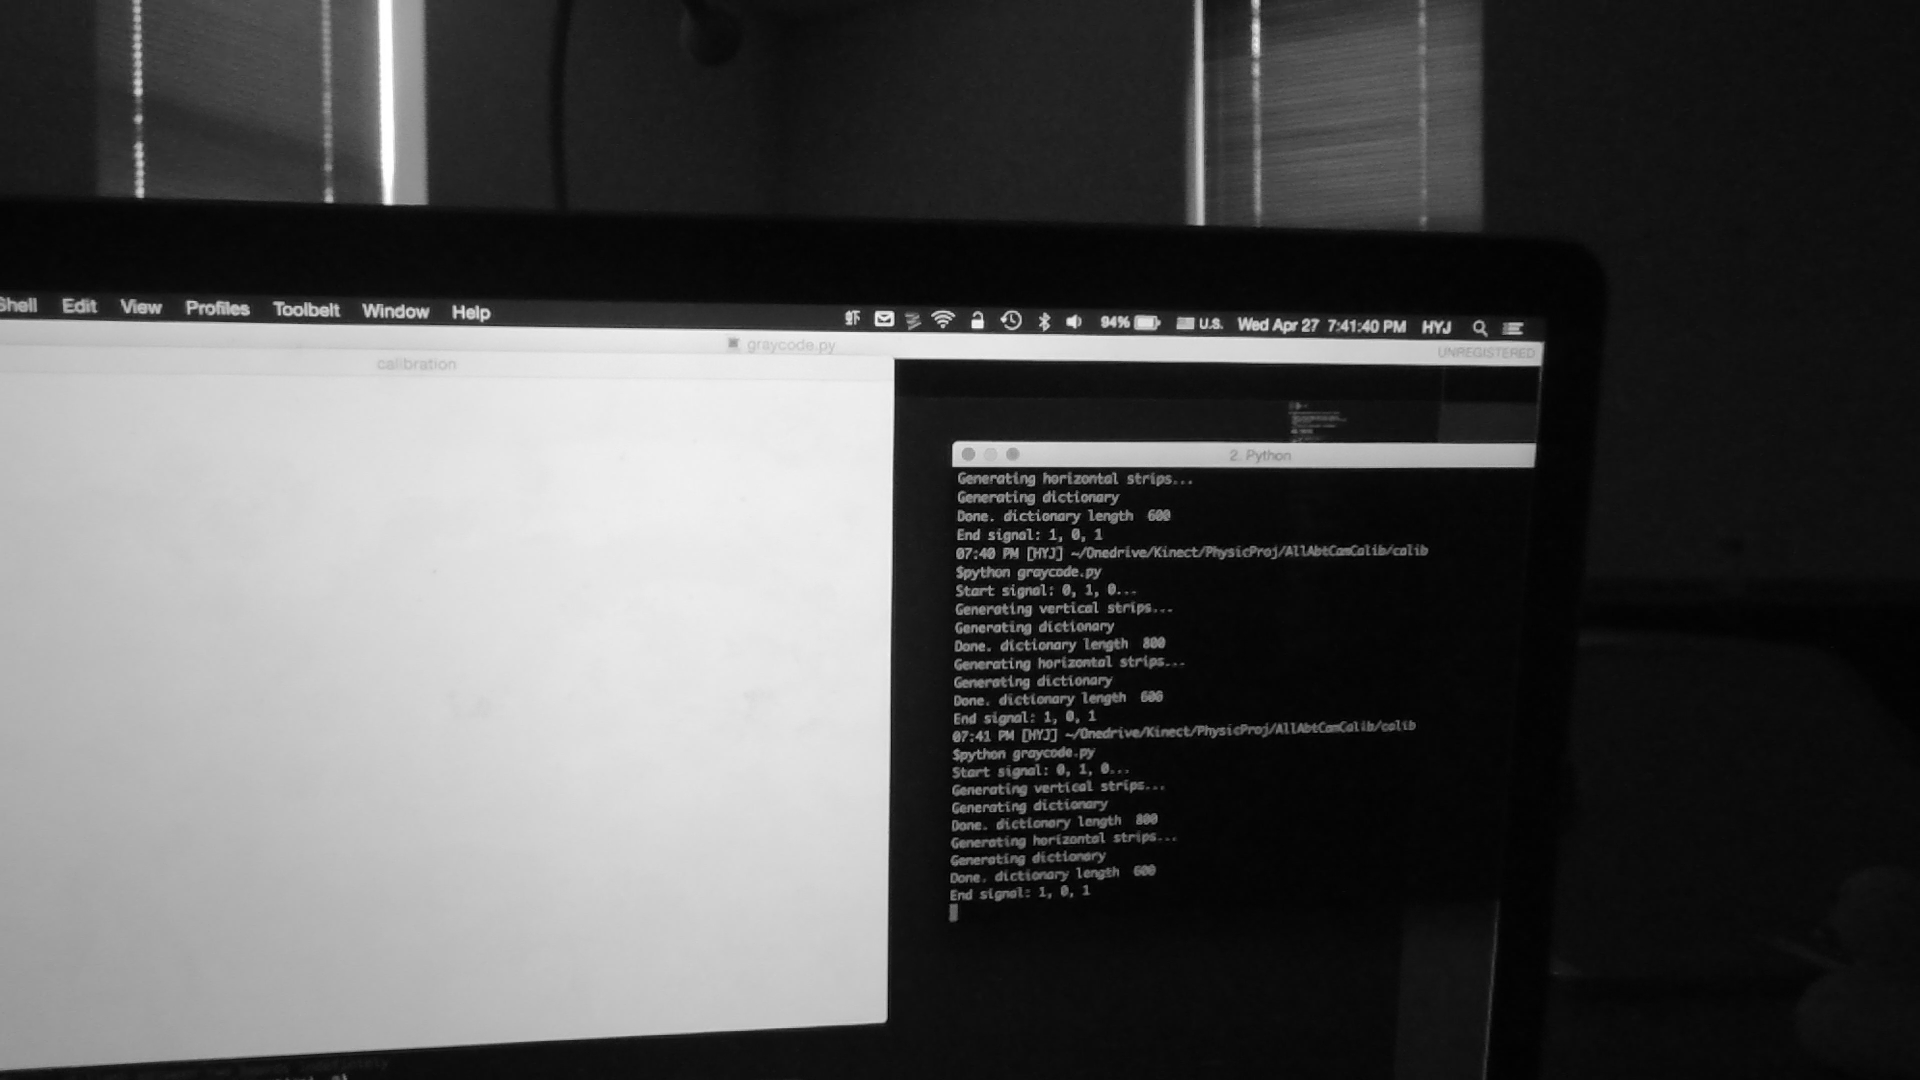 Shell Edit View Profiles Toolbelt Window Help 94% U.S. Wed Apr 27 7:41:40 PM HYJ
graycode.py
UNREGISTERED
calibration
2. Python
Generating horizontal strips...
Generating dictionary
Done. dictionary length 600
End signal: 1, 0, 1
07:40 PM [HYJ] ~/Onedrive/Kinect/PhysicProj/AllAbtCamCalib/calib
$python graycode.py
Start signal: 0, 1, 0...
Generating vertical strips...
Generating dictionary
Done. dictionary length 800
Generating horizontal strips...
Generating dictionary
Done. dictionary length 600
End signal: 1, 0, 1
07:41 PM [HYJ] ~/Onedrive/Kinect/PhysicProj/AllAbtCamCalib/calib
$python graycode.py
Start signal: 0, 1, 0...
Generating vertical strips...
Generating dictionary
Done. dictionary length 800
Generating horizontal strips...
Generating dictionary
Done. dictionary length 600
End signal: 1, 0, 1